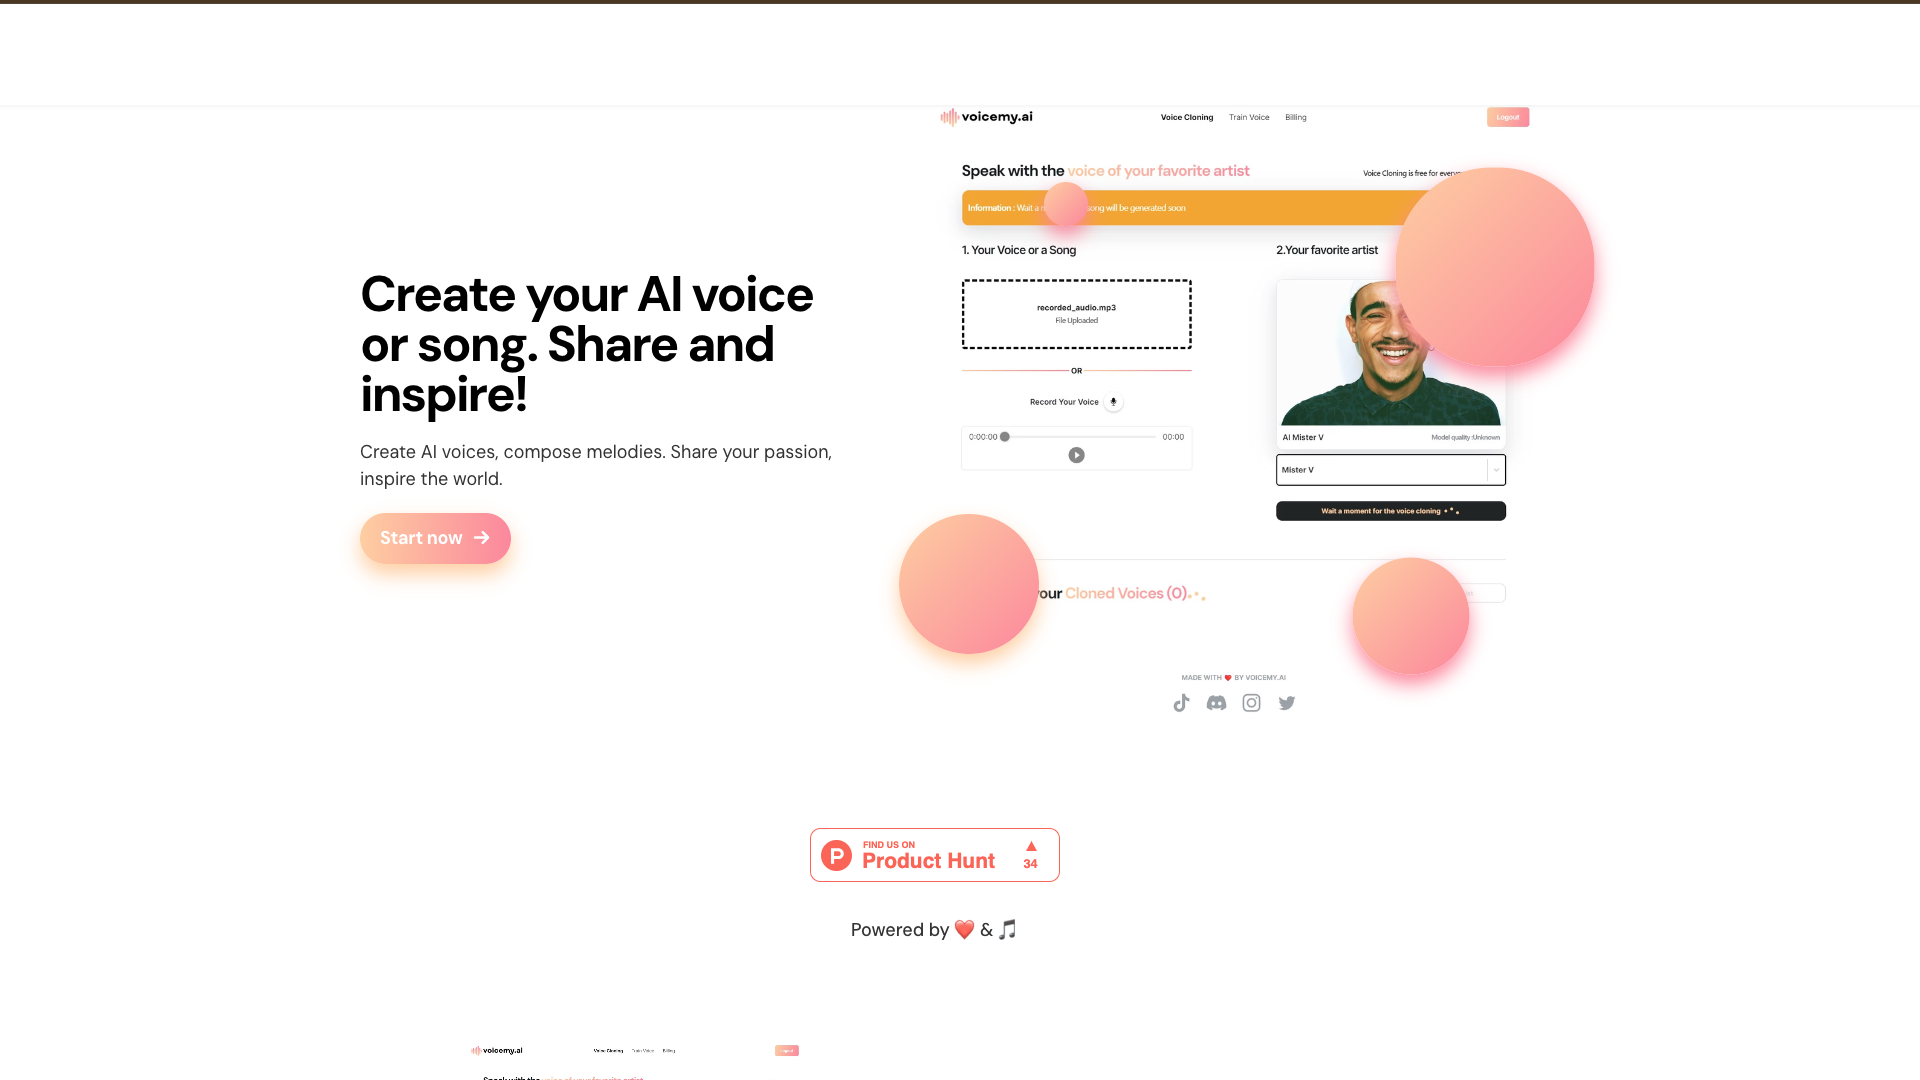 voicemy.ai
Voice Cloning
Train Voice
Billing
Logout
Speak with the voice of your favorite artist
Voice Cloning is free for
Information : Wait a
song will be generated soon
1. Your Voice or a Song
2.Your favorite artist
recorded_audio.mp3
File Uploaded
OR
Record Your Voice
0:00:00
00:00
AI Mister V
Model quality :Unknown
Mister V
Wait a moment for the voice cloning
your Cloned Voices (0)
MADE WITH ❤ BY VOICEMY.AI
Create your AI voice
or song. Share and
inspire!
Create AI voices, compose melodies. Share your passion,
inspire the world.
Start now →
FIND US ON
Product Hunt
▲
34
Powered by ❤️ & 🎵
voicemy.ai
Voice Cloning
Train Voice
Billing
Logout
Speak with the voice of your favorite artist